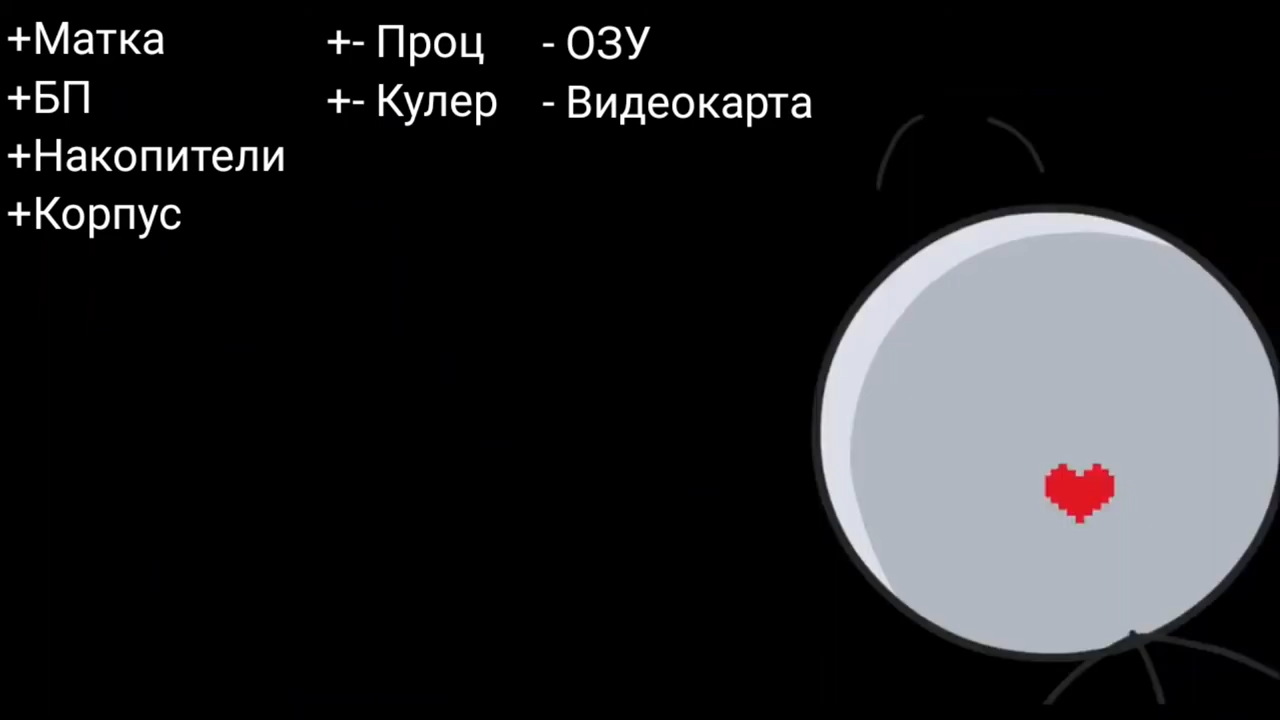 +Матка
+БП
+Накопители
+Корпус
+- Проц
+- Кулер
- ОЗУ
- Видеокарта